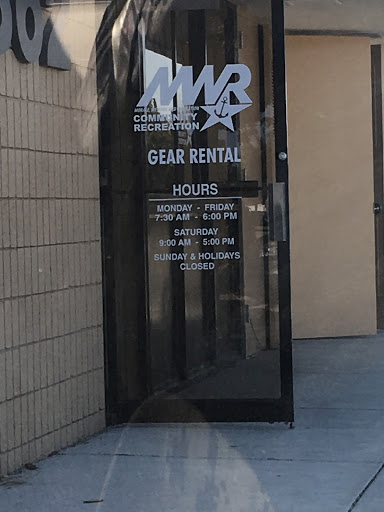 MWR
COMMUNITY
RECREATION
GEAR RENTAL
HOURS
MONDAY - FRIDAY
7:30 AM - 6:00 PM
SATURDAY
9:00 AM - 5:00 PM
SUNDAY & HOLIDAYS
CLOSED